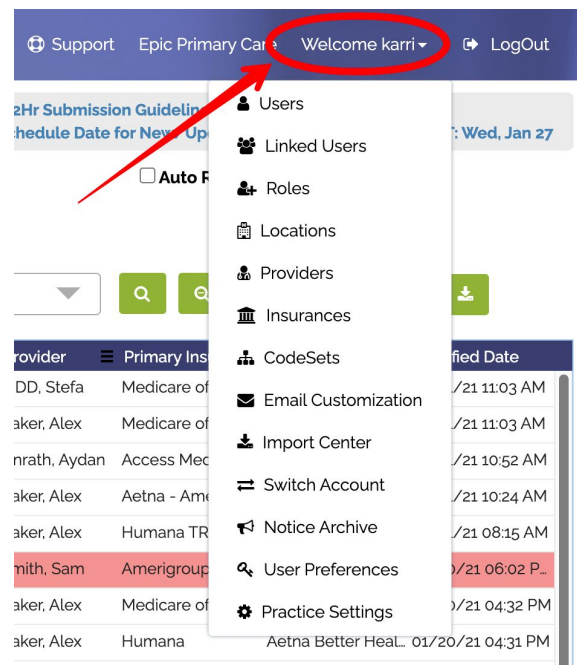 Support Epic Primary Care Welcome karri LogOut
2Hr Submission Guideline
hedule Date for New Up : Wed, Jan 27
Auto R
Users
Linked Users
Roles
Locations
Providers
Insurances
CodeSets
Email Customization
Import Center
Switch Account
Notice Archive
User Preferences
Practice Settings
rovider Primary Ins fied Date
DD, Stefa Medicare of /21 11:03 AM
aker, Alex Medicare of /21 11:03 AM
nrath, Aydan Access Med /21 10:52 AM
aker, Alex Aetna - Ame /21 10:24 AM
aker, Alex Humana TR /21 08:15 AM
mith, Sam Amerigroup /21 06:02 P...
aker, Alex Medicare of /21 04:32 PM
aker, Alex Humana Aetna Better Heal... 01/20/21 04:31 PM